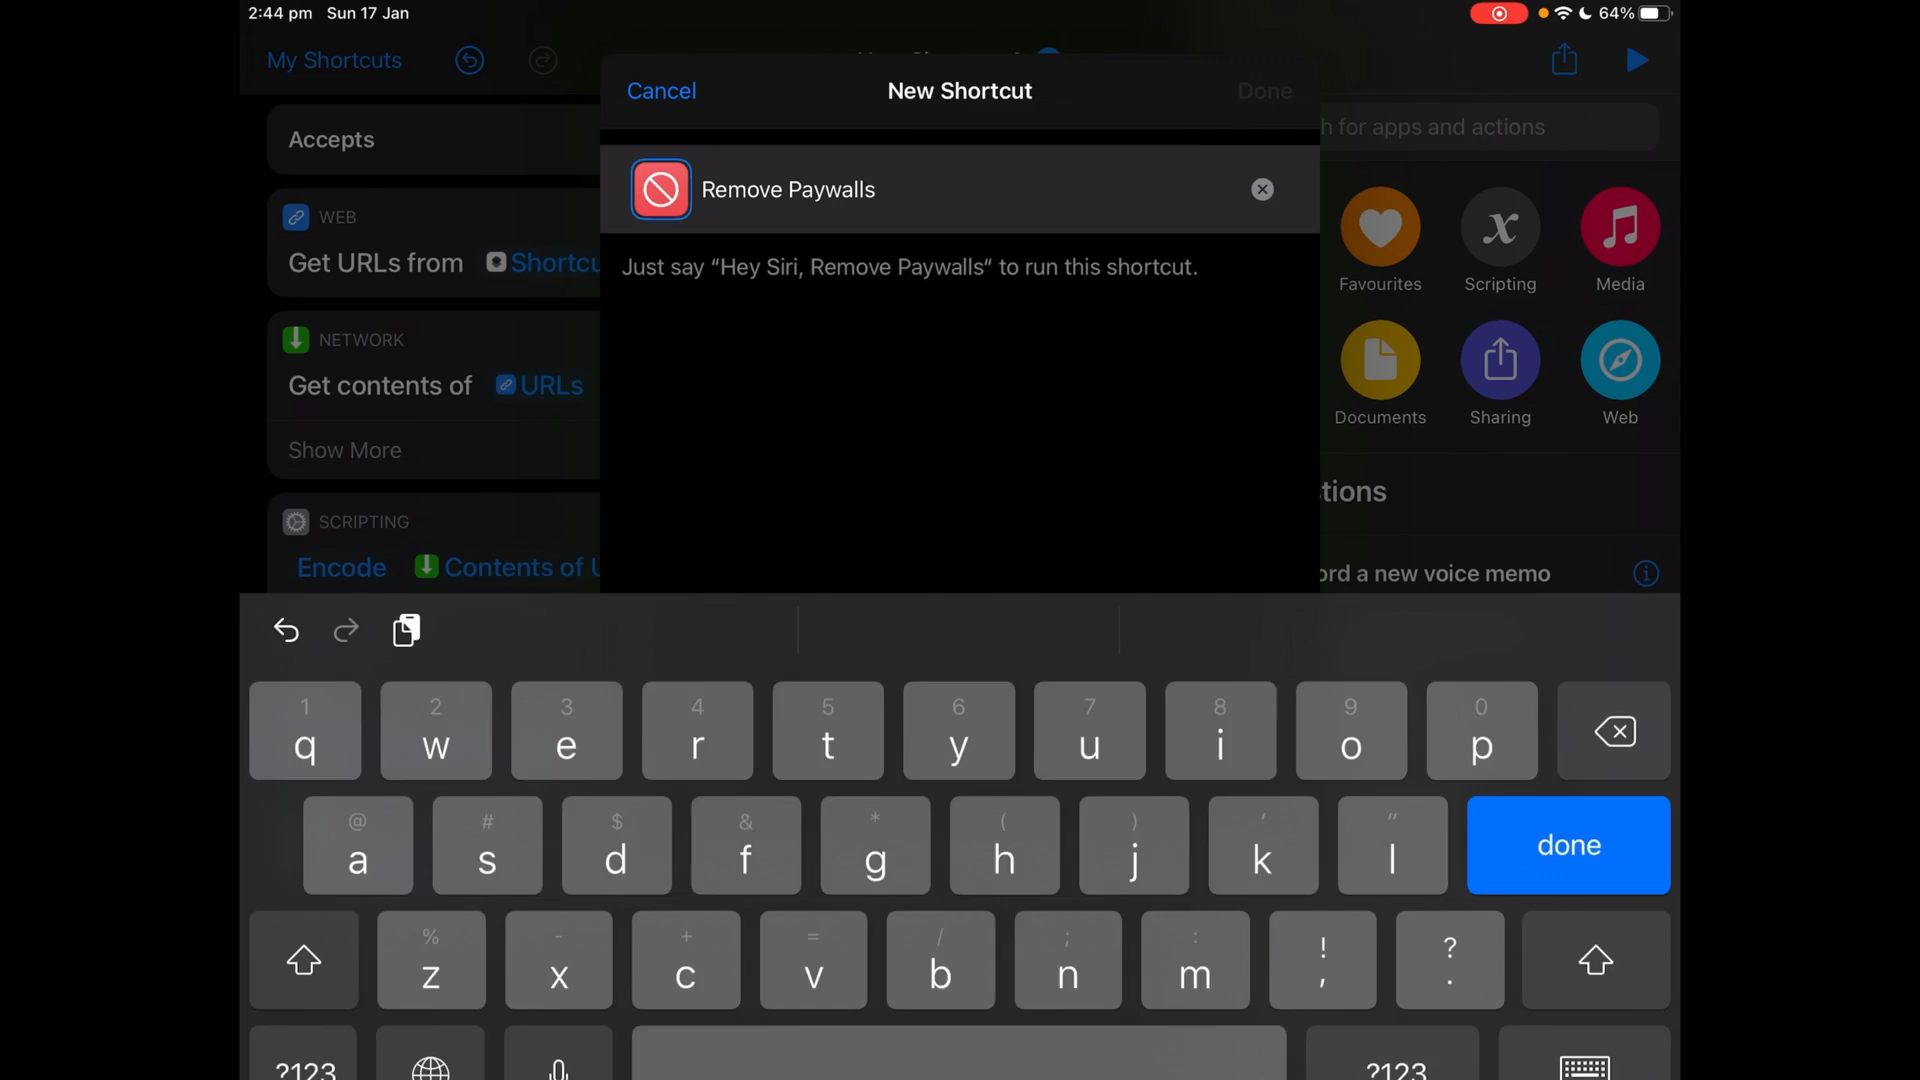 2:44 pm Sun 17 Jan
64%
My Shortcuts
Cancel
New Shortcut
Done
h for apps and actions
Accepts
Remove Paywalls
WEB
Get URLs from Shortcu
Just say “Hey Siri, Remove Paywalls“ to run this shortcut.
Favourites
Scripting
Media
NETWORK
Get contents of URLs
Documents
Sharing
Web
Show More
tions
SCRIPTING
Encode Contents of U
ord a new voice memo
1 2 3 4 5 6 7 8 9 0
q w e r t y u i o p
@ # $ & * ( ) ' "
a s d f g h j k l done
% - + = / ; : ! ?
z x c v b n m , .
?123 ?123